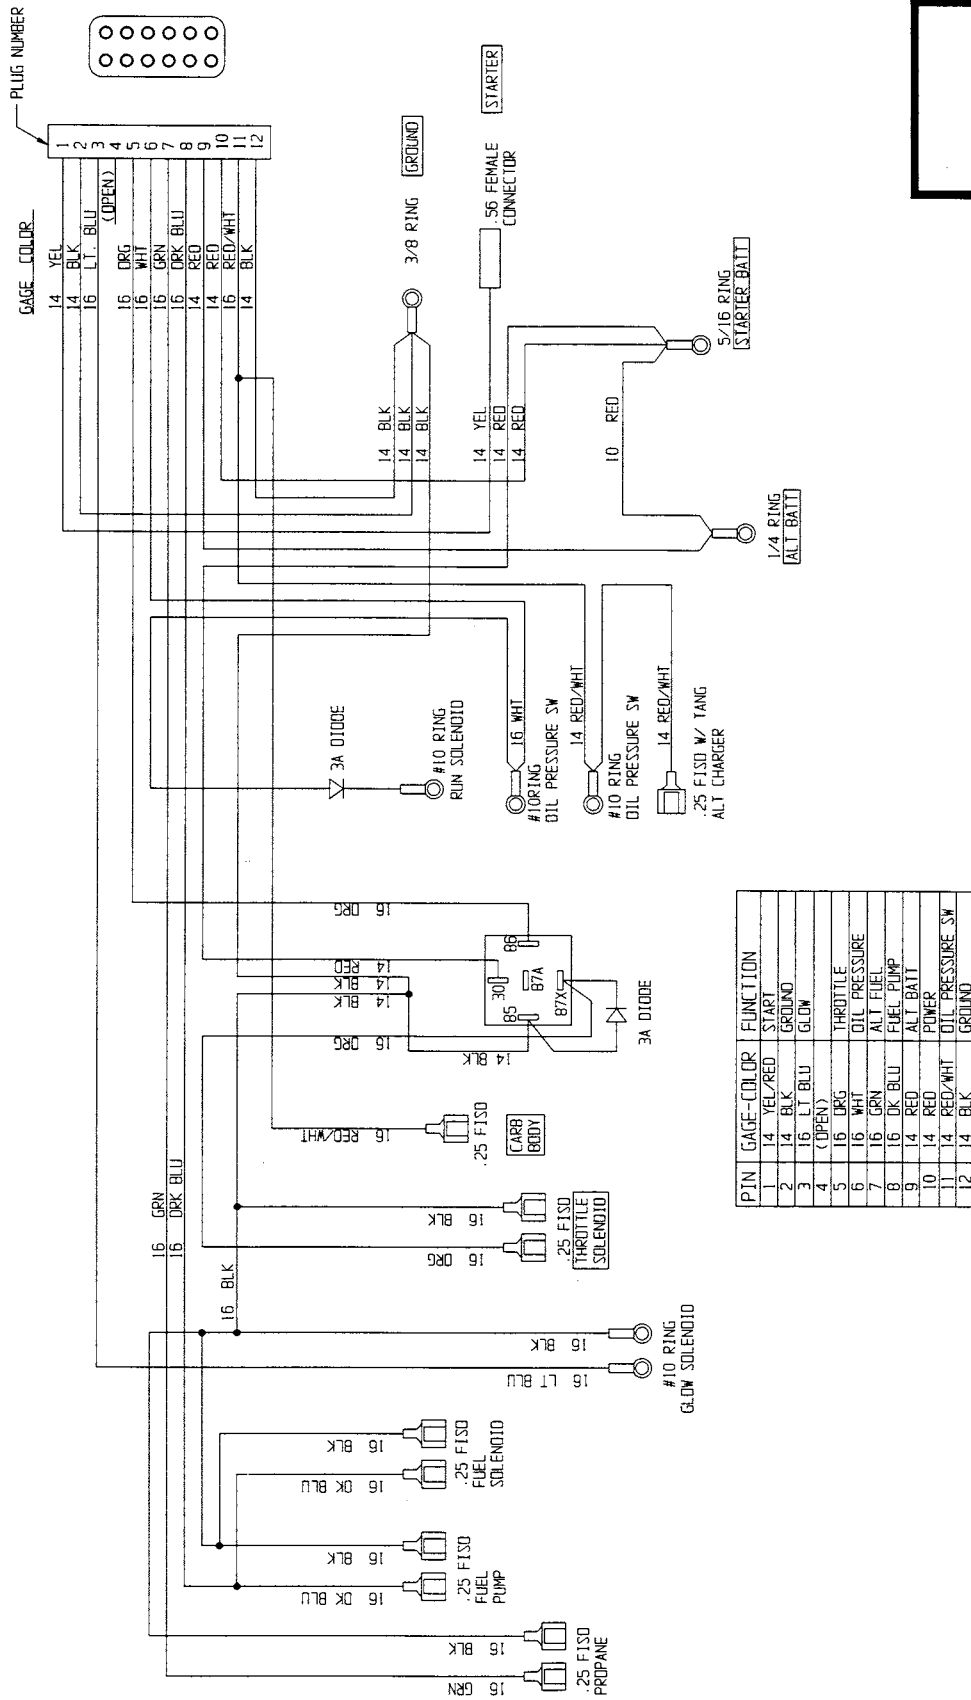 PLUG NUMBER
GAGE COLOR
1
2
3
4
5
6
7
8
9
10
11
12
14 YEL
14 BLK
16 LT. BLU
(OPEN)
16 ORG
16 WHT
16 GRN
16 DRK BLU
14 RED
14 RED
16 RED/WHT
14 BLK
3/8 RING
GROUND
14 BLK
14 BLK
14 BLK
.56 FEMALE
CONNECTOR
STARTER
14 YEL
14 RED
14 RED
5/16 RING
STARTER BATT
10 RED
1/4 RING
ALT BATT
3A DIODE
#10 RING
RUN SOLENOID
16 WHT
#10RING
OIL PRESSURE SW
14 RED/WHT
#10 RING
OIL PRESSURE SW
14 RED/WHT
.25 FISO W/ TANG
ALT CHARGER
16 ORG
14 RED
14 BLK
14 BLK
16 ORG
14 BLK
86
30
87A
87X
85
3A DIODE
16 RED/WHT
.25 FISO
CARB
BODY
16 GRN
16 DRK BLU
16 BLK
16 ORG
.25 FISO
THROTTLE
SOLENOID
16 BLK
16 BLK
16 LT BLU
#10 RING
GLOW SOLENOID
16 BLK
16 DK BLU
.25 FISO
FUEL
SOLENOID
16 BLK
16 DK BLU
.25 FISO
FUEL
PUMP
16 BLK
16 GRN
.25 FISO
PROPANE
PIN GAGE-COLOR FUNCTION
1 14 YEL/RED START
2 14 BLK GROUND
3 16 LT BLU GLOW
4 (OPEN)
5 16 ORG THROTTLE
6 16 WHT OIL PRESSURE
7 16 GRN ALT FUEL
8 16 DK BLU FUEL PUMP
9 14 RED ALT BATT
10 14 RED POWER
11 14 RED/WHT OIL PRESSURE SW
12 14 BLK GROUND